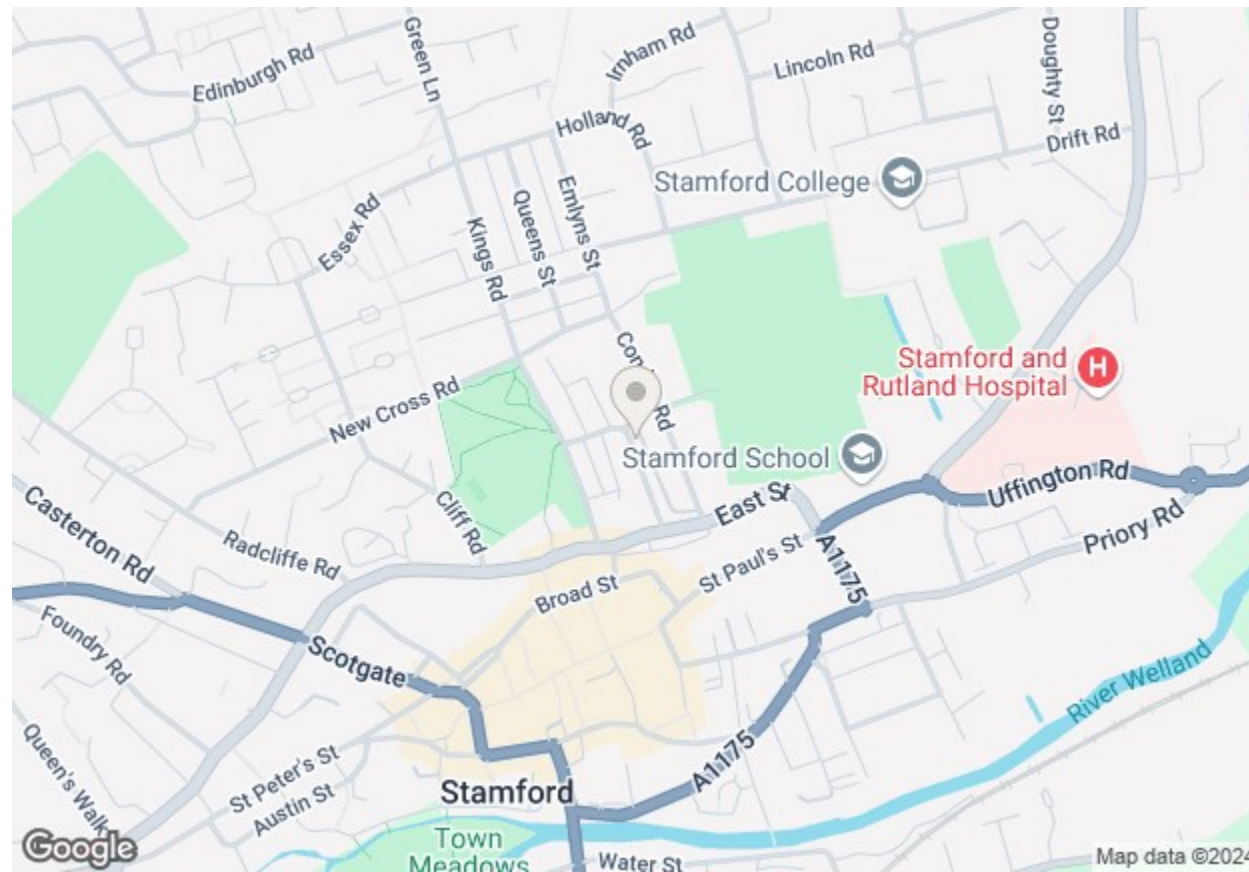 Edinburgh Rd
Green Ln
Irnham Rd
Lincoln Rd
Doughty St
Holland Rd
Drift Rd
Stamford College
Essex Rd
Kings Rd
Queens St
Emlyns St
Stamford and
Rutland Hospital
H
New Cross Rd
Rd
Stamford School
Uffington Rd
East St
Casterton Rd
Cliff Rd
Radcliffe Rd
Priory Rd
St Paul's St
A1175
Broad St
Foundry Rd
Scotgate
River Welland
Queen's Walk
St Peter's St
Austin St
A1175
Stamford
Town
Meadows
Water St
Google
Map data ©2024